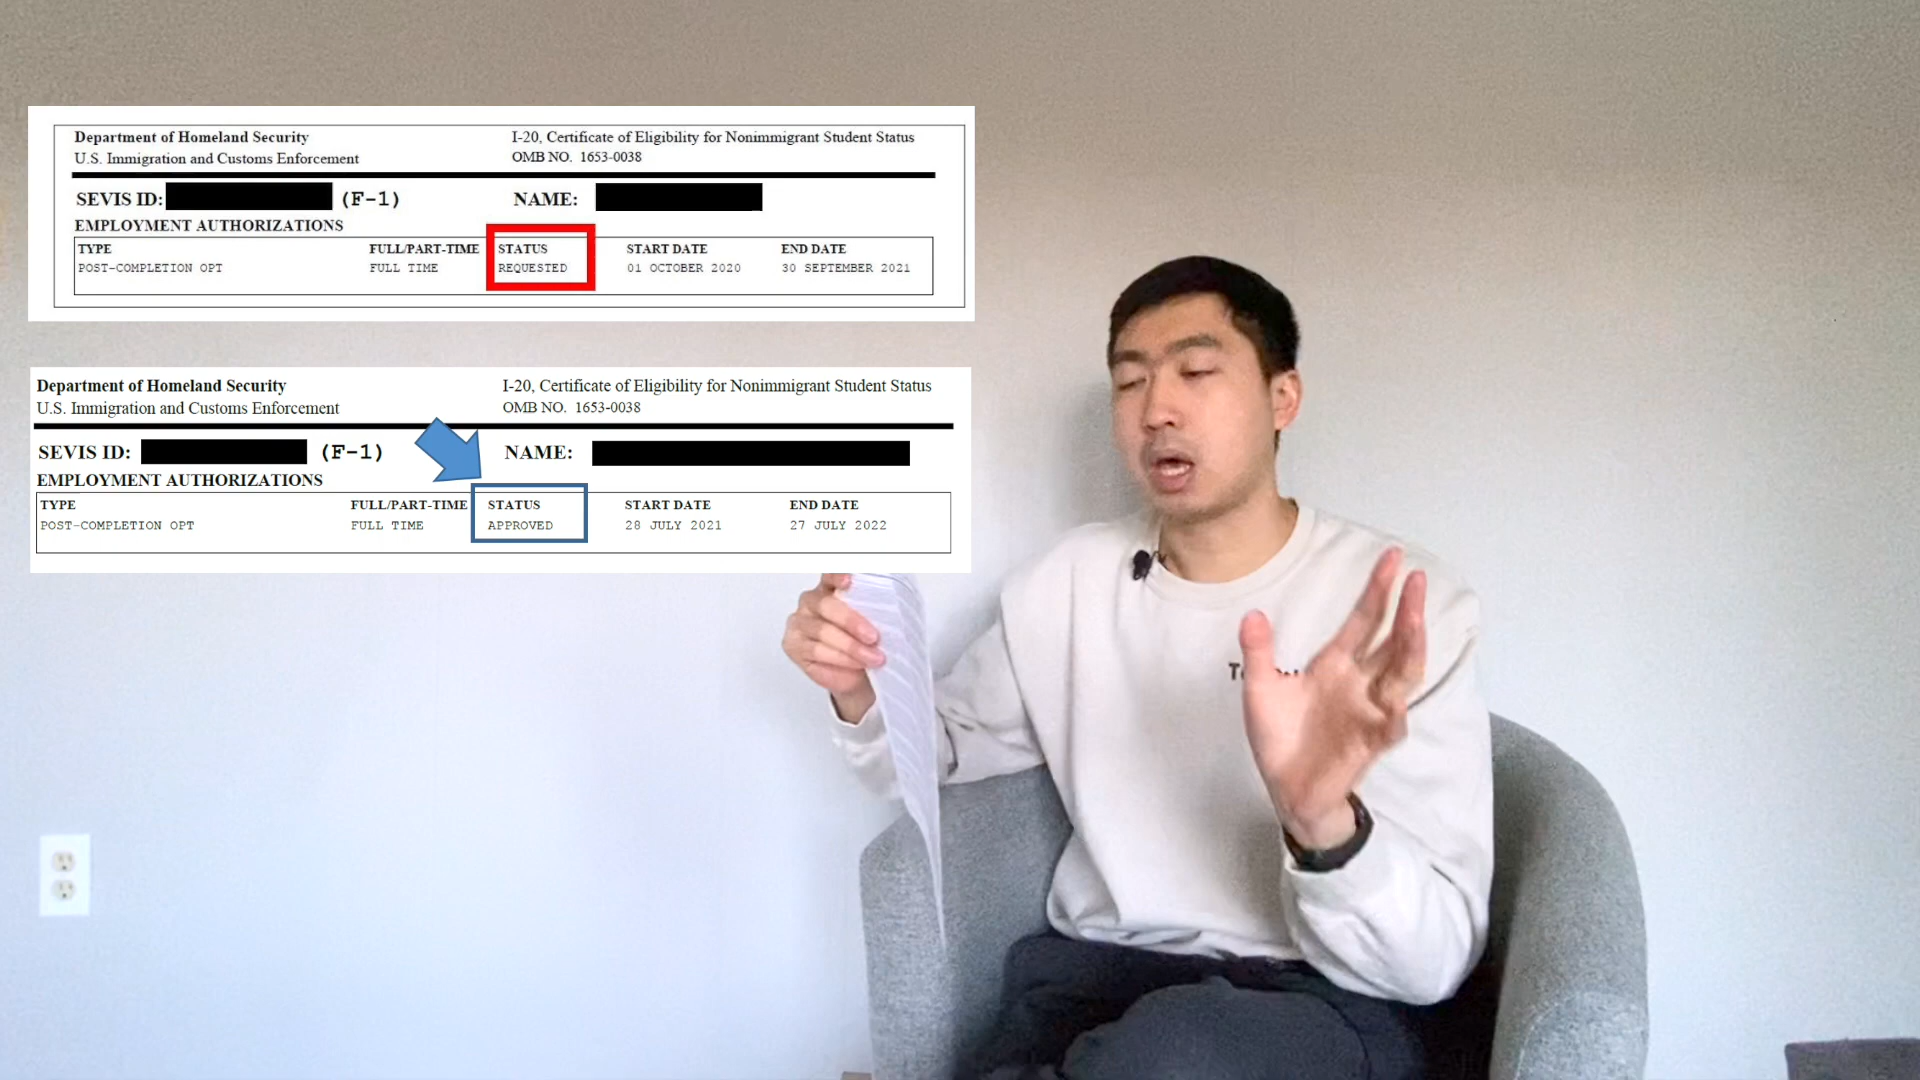 Department of Homeland Security
I-20, Certificate of Eligibility for Nonimmigrant Student Status
U.S. Immigration and Customs Enforcement
OMB NO. 1653-0038
SEVIS ID: (F-1) NAME:
EMPLOYMENT AUTHORIZATIONS
TYPE FULL/PART-TIME STATUS START DATE END DATE
POST-COMPLETION OPT FULL TIME REQUESTED 01 OCTOBER 2020 30 SEPTEMBER 2021
Department of Homeland Security
I-20, Certificate of Eligibility for Nonimmigrant Student Status
U.S. Immigration and Customs Enforcement
OMB NO. 1653-0038
SEVIS ID: (F-1) NAME:
EMPLOYMENT AUTHORIZATIONS
TYPE FULL/PART-TIME STATUS START DATE END DATE
POST-COMPLETION OPT FULL TIME APPROVED 28 JULY 2021 27 JULY 2022